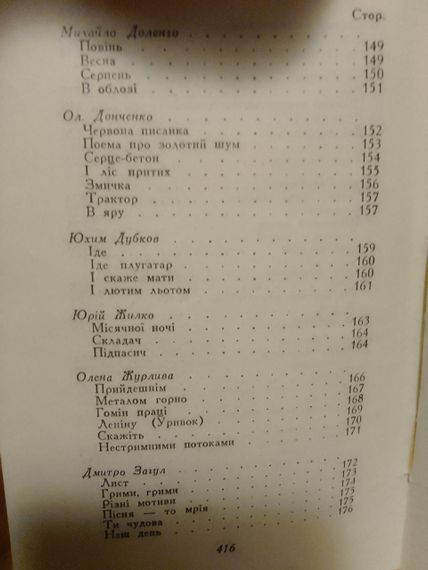 Стор.
Михайло Доленго . . . . . . . .
Повінь . . . . . . . . 149
Весна . . . . . . . . 149
Серпень . . . . . . . . 150
В облозі . . . . . . . . 151
Ол. Донченко . . . . . . . .
Червона писанка . . . . . . . . 152
Поема про золотий шум . . . . . . 153
Серце-бетон . . . . . . . . 154
І ліс притих . . . . . . . . 155
Змичка . . . . . . . . 156
Трактор . . . . . . . . 157
В яру . . . . . . . . 157
Юхим Дубков . . . . . . . .
Іде . . . . . . . . 159
Іде плугатар . . . . . . . . 160
І скаже мати . . . . . . . . 160
І лютим льотом . . . . . . . . 161
Юрій Жилко . . . . . . . .
Місячної ночі . . . . . . . . 163
Складач . . . . . . . . 164
Підпасич . . . . . . . . 164
Олена Журлива . . . . . . . .
Прийдешнім . . . . . . . . 166
Металом горно . . . . . . . . 167
Гомін праці . . . . . . . . 168
Леніну (Уривок) . . . . . . . . 169
Скажіть . . . . . . . . 170
Нестримними потоками . . . . . . 171
Дмитро Загул . . . . . . . .
Лист . . . . . . . . 172
Грими, грими . . . . . . . . 173
Різні мотиви . . . . . . . . 174
Пісня — то мрія . . . . . . . . 175
Ти чудова . . . . . . . . 175
Наш день . . . . . . . . 176
416